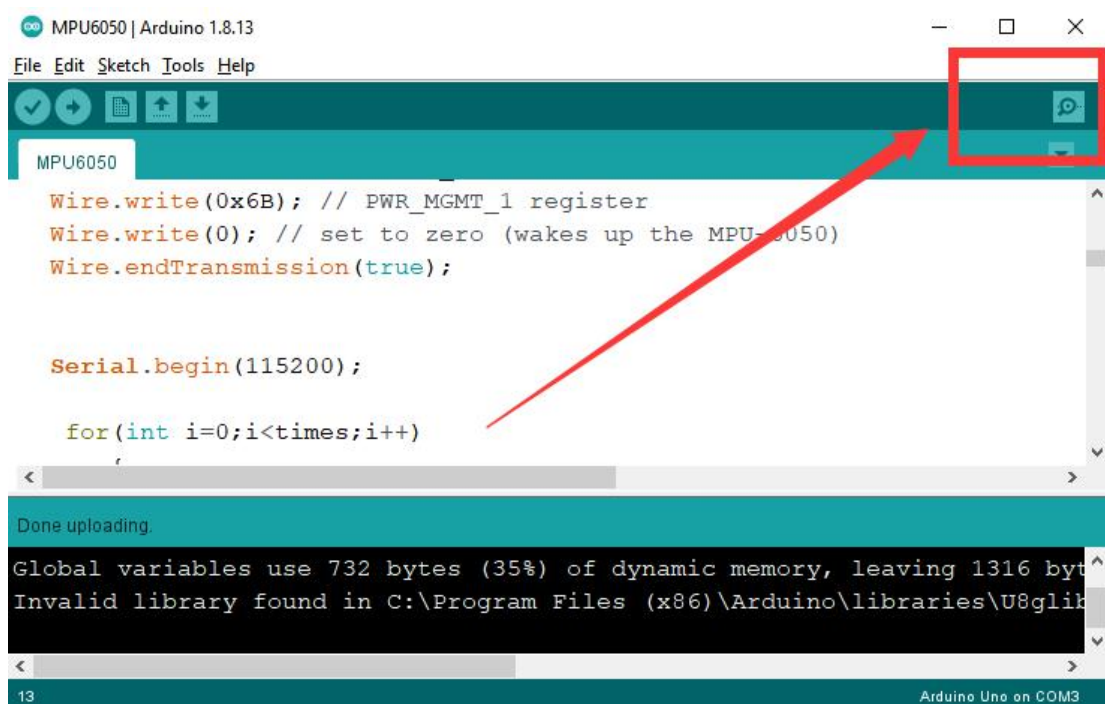 MPU6050 | Arduino 1.8.13
File Edit Sketch Tools Help
MPU6050
Wire.write(0x6B); // PWR_MGMT_1 register
Wire.write(0); // set to zero (wakes up the MPU-6050)
Wire.endTransmission(true);
Serial.begin(115200);
for(int i=0;i<times;i++)
Done uploading.
Global variables use 732 bytes (35%) of dynamic memory, leaving 1316 byt
Invalid library found in C:\Program Files (x86)\Arduino\libraries\U8glib
13
Arduino Uno on COM3